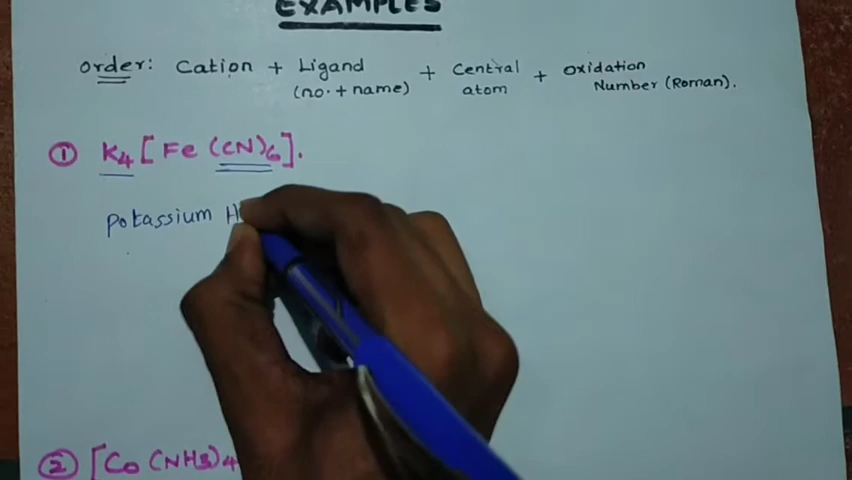 EXAMPLES
Order: Cation + Ligand (no. + name) + Central atom + Oxidation Number (Roman).
① K4 [Fe (CN)6].
Potassium H
② [Co (NH3)4